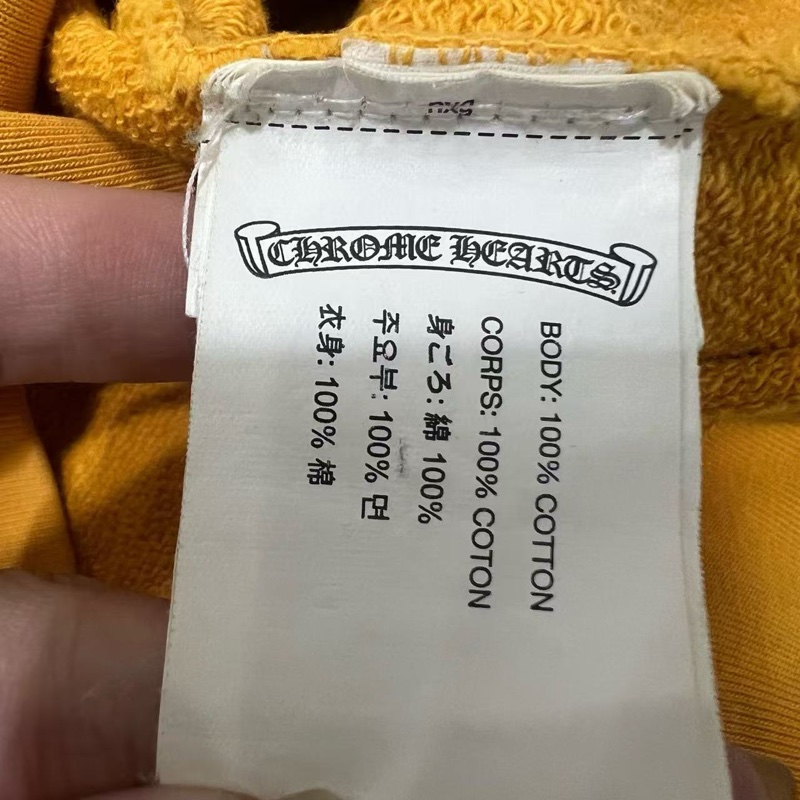 CHROME HEARTS
BODY: 100% COTTON
CORPS: 100% COTON
身ごろ: 綿 100%
주요부: 100% 면
衣身: 100% 棉